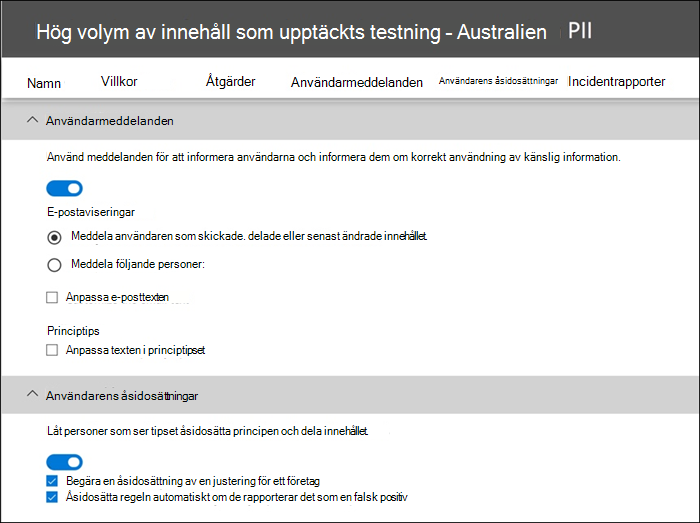 Hög volym av innehåll som upptäckts testning - Australien PII
Namn Villkor Åtgärder Användarmeddelanden Användarens åsidosättningar Incidentrapporter
Användarmeddelanden
Använd meddelanden för att informera användarna och informera dem om korrekt användning av känslig information.
E-postaviseringar
Meddela användaren som skickade. delade eller senast ändrade innehållet.
Meddela följande personer:
Anpassa e-posttexten
Principtips
Anpassa texten i principtipset
Användarens åsidosättningar
Låt personer som ser tipset åsidosätta principen och dela innehållet.
Begära en åsidosättning av en justering för ett företag
Åsidosätta regeln automatiskt om de rapporterar det som en falsk positiv